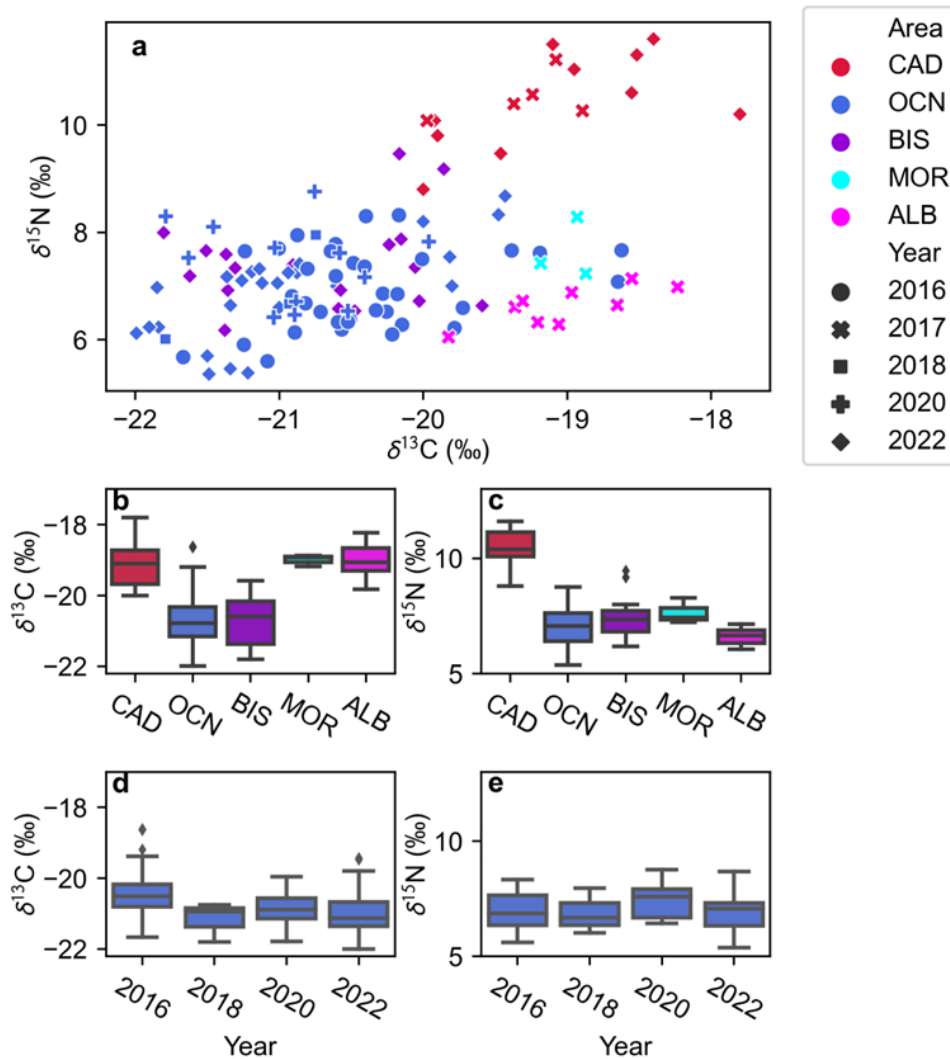 a
δ¹⁵N (‰)
10
8
6
−22 −21 −20 −19 −18
δ¹³C (‰)
Area
CAD
OCN
BIS
MOR
ALB
Year
2016
2017
2018
2020
2022
b
δ¹³C (‰)
−18
−20
−22
CAD OCN BIS MOR ALB
c
δ¹⁵N (‰)
10
5
CAD OCN BIS MOR ALB
d
δ¹³C (‰)
−18
−20
−22
2016 2018 2020 2022
Year
e
δ¹⁵N (‰)
10
5
2016 2018 2020 2022
Year